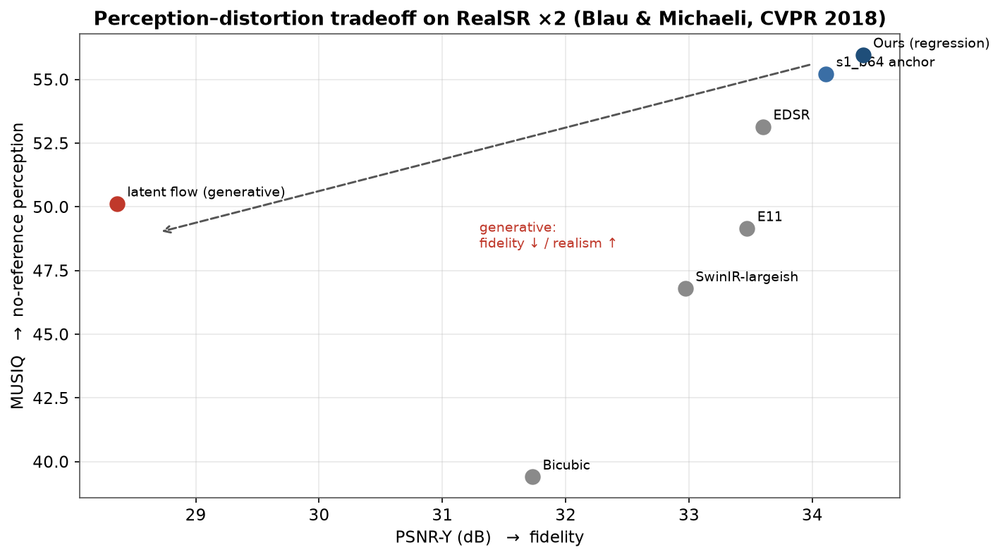 Perception–distortion tradeoff on RealSR ×2 (Blau & Michaeli, CVPR 2018)
Ours (regression)
s1_b64 anchor
EDSR
latent flow (generative)
E11
generative:
fidelity ↓ / realism ↑
SwinIR-largeish
Bicubic
MUSIQ → no-reference perception
55.0
52.5
50.0
47.5
45.0
42.5
40.0
29 30 31 32 33 34
PSNR-Y (dB) → fidelity